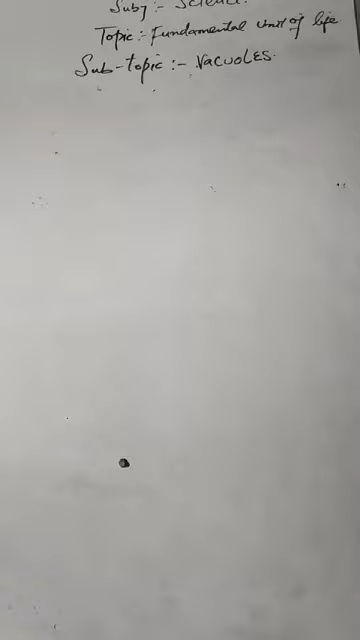 Subj :- Science.
Topic :- Fundamental Unit of life
Sub-topic :- VACUOLES.